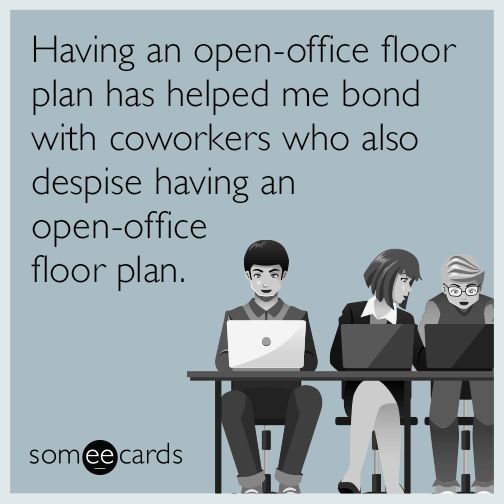 Having an open-office floor
plan has helped me bond
with coworkers who also
despise having an
open-office
floor plan.
someecards